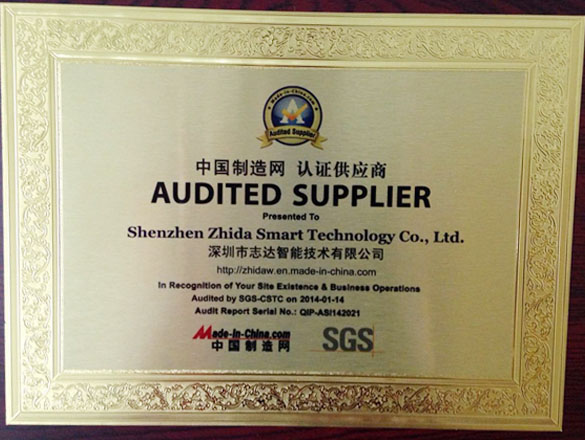 Made-in-China.com
Audited Supplier
中国制造网 认证供应商
AUDITED SUPPLIER
Presented To
Shenzhen Zhida Smart Technology Co., Ltd.
深圳市志达智能技术有限公司
http://zhidaw.en.made-in-china.com
In Recognition of Your Site Existence & Business Operations
Audited by SGS-CSTC on 2014-01-14
Audit Report Serial No.: QIP-ASI142021
Made-in-China.com
中国制造网
SGS